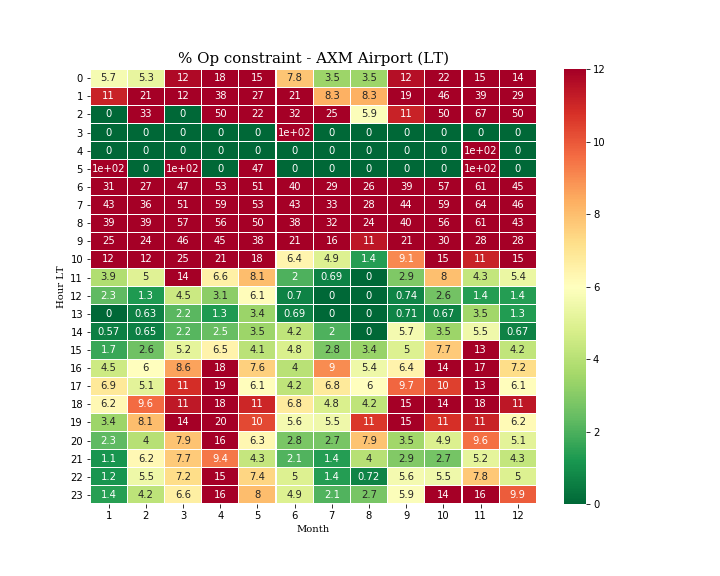 % Op constraint - AXM Airport (LT)
0 5.7 5.3 12 18 15 7.8 3.5 3.5 12 22 15 14
1 11 21 12 38 27 21 8.3 8.3 19 46 39 29
2 0 33 0 50 22 32 25 5.9 11 50 67 50
3 0 0 0 0 0 1e+02 0 0 0 0 0 0
4 0 0 0 0 0 0 0 0 0 0 1e+02 0
5 1e+02 0 1e+02 0 47 0 0 0 0 0 1e+02 0
6 31 27 47 53 51 40 29 26 39 57 61 45
7 43 36 51 59 53 43 33 28 44 59 64 46
8 39 39 57 56 50 38 32 24 40 56 61 43
9 25 24 46 45 38 21 16 11 21 30 28 28
10 12 12 25 21 18 6.4 4.9 1.4 9.1 15 11 15
11 3.9 5 14 6.6 8.1 2 0.69 0 2.9 8 4.3 5.4
12 2.3 1.3 4.5 3.1 6.1 0.7 0 0 0.74 2.6 1.4 1.4
13 0 0.63 2.2 1.3 3.4 0.69 0 0 0.71 0.67 3.5 1.3
14 0.57 0.65 2.2 2.5 3.5 4.2 2 0 5.7 3.5 5.5 0.67
15 1.7 2.6 5.2 6.5 4.1 4.8 2.8 3.4 5 7.7 13 4.2
16 4.5 6 8.6 18 7.6 4 9 5.4 6.4 14 17 7.2
17 6.9 5.1 11 19 6.1 4.2 6.8 6 9.7 10 13 6.1
18 6.2 9.6 11 18 11 6.8 4.8 4.2 15 14 18 11
19 3.4 8.1 14 20 10 5.6 5.5 11 15 11 11 6.2
20 2.3 4 7.9 16 6.3 2.8 2.7 7.9 3.5 4.9 9.6 5.1
21 1.1 6.2 7.7 9.4 4.3 2.1 1.4 4 2.9 2.7 5.2 4.3
22 1.2 5.5 7.2 15 7.4 5 1.4 0.72 5.6 5.5 7.8 5
23 1.4 4.2 6.6 16 8 4.9 2.1 2.7 5.9 14 16 9.9
1 2 3 4 5 6 7 8 9 10 11 12
Month
Hour LT
12
10
8
6
4
2
0